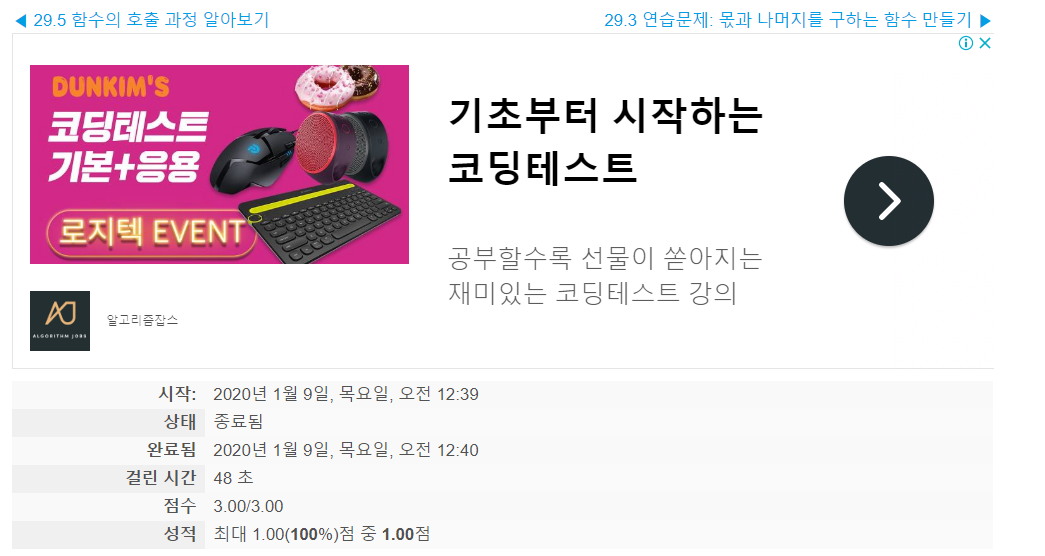 ◀ 29.5 함수의 호출 과정 알아보기
29.3 연습문제: 몫과 나머지를 구하는 함수 만들기 ▶
DUNKIM'S
코딩테스트
기본+응용
로지텍 EVENT
기초부터 시작하는
코딩테스트
공부할수록 선물이 쏟아지는
재미있는 코딩테스트 강의
AJ
ALGORITHM JOBS
알고리즘잡스
시작: 2020년 1월 9일, 목요일, 오전 12:39
상태 종료됨
완료됨 2020년 1월 9일, 목요일, 오전 12:40
걸린 시간 48 초
점수 3.00/3.00
성적 최대 1.00(100%)점 중 1.00점